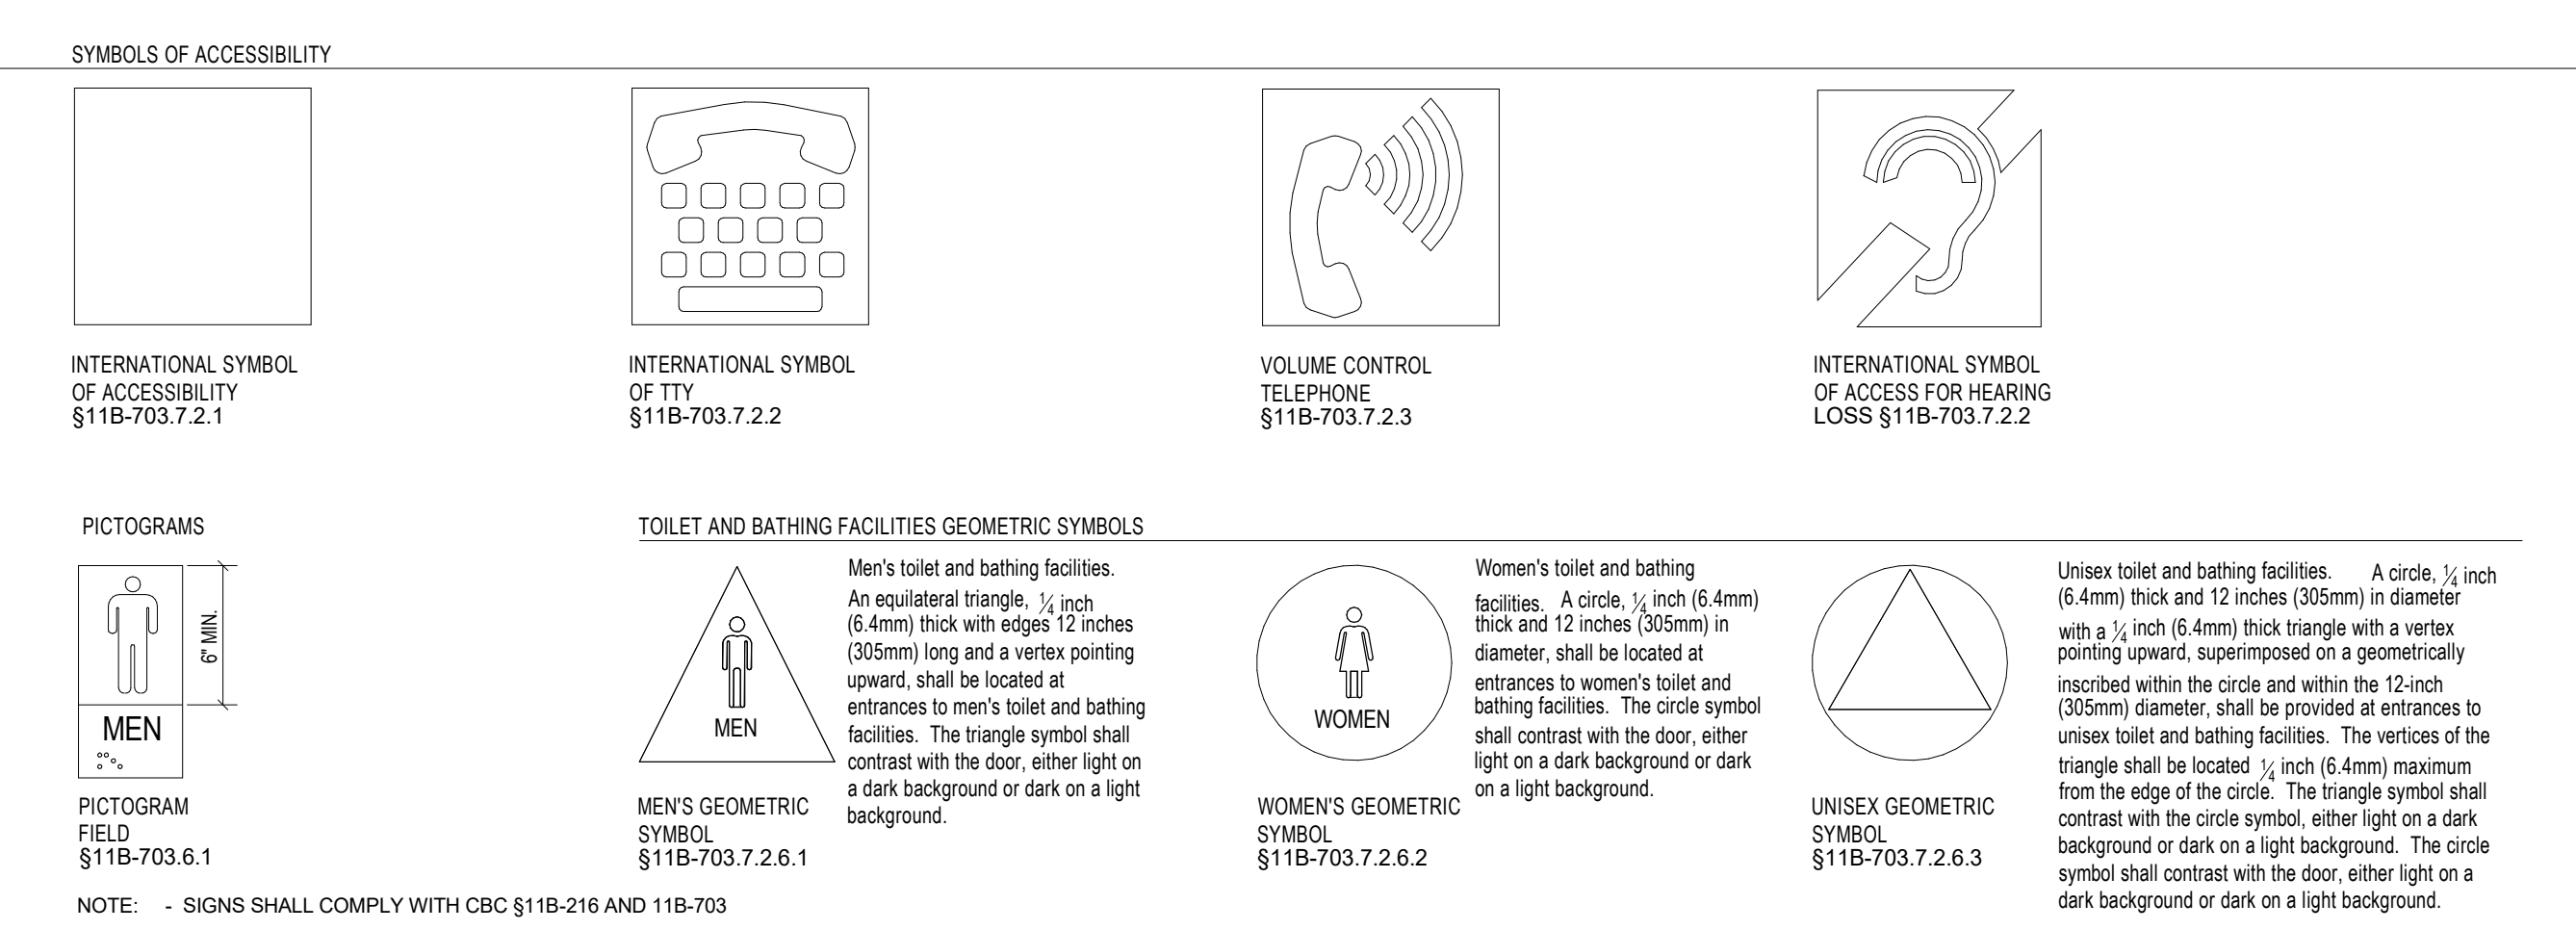 SYMBOLS OF ACCESSIBILITY
INTERNATIONAL SYMBOL
OF ACCESSIBILITY
§11B-703.7.2.1
INTERNATIONAL SYMBOL
OF TTY
§11B-703.7.2.2
VOLUME CONTROL
TELEPHONE
§11B-703.7.2.3
INTERNATIONAL SYMBOL
OF ACCESS FOR HEARING
LOSS §11B-703.7.2.2
PICTOGRAMS
6" MIN.
MEN
PICTOGRAM
FIELD
§11B-703.6.1
TOILET AND BATHING FACILITIES GEOMETRIC SYMBOLS
MEN
MEN'S GEOMETRIC
SYMBOL
§11B-703.7.2.6.1
Men's toilet and bathing facilities.
An equilateral triangle, 1/4 inch
(6.4mm) thick with edges 12 inches
(305mm) long and a vertex pointing
upward, shall be located at
entrances to men's toilet and bathing
facilities. The triangle symbol shall
contrast with the door, either light on
a dark background or dark on a light
background.
WOMEN
WOMEN'S GEOMETRIC
SYMBOL
§11B-703.7.2.6.2
Women's toilet and bathing
facilities. A circle, 1/4 inch (6.4mm)
thick and 12 inches (305mm) in
diameter, shall be located at
entrances to women's toilet and
bathing facilities. The circle symbol
shall contrast with the door, either
light on a dark background or dark
on a light background.
UNISEX GEOMETRIC
SYMBOL
§11B-703.7.2.6.3
Unisex toilet and bathing facilities. A circle, 1/4 inch
(6.4mm) thick and 12 inches (305mm) in diameter
with a 1/4 inch (6.4mm) thick triangle with a vertex
pointing upward, superimposed on a geometrically
inscribed within the circle and within the 12-inch
(305mm) diameter, shall be provided at entrances to
unisex toilet and bathing facilities. The vertices of the
triangle shall be located 1/4 inch (6.4mm) maximum
from the edge of the circle. The triangle symbol shall
contrast with the circle symbol, either light on a dark
background or dark on a light background. The circle
symbol shall contrast with the door, either light on a
dark background or dark on a light background.
NOTE: - SIGNS SHALL COMPLY WITH CBC §11B-216 AND 11B-703